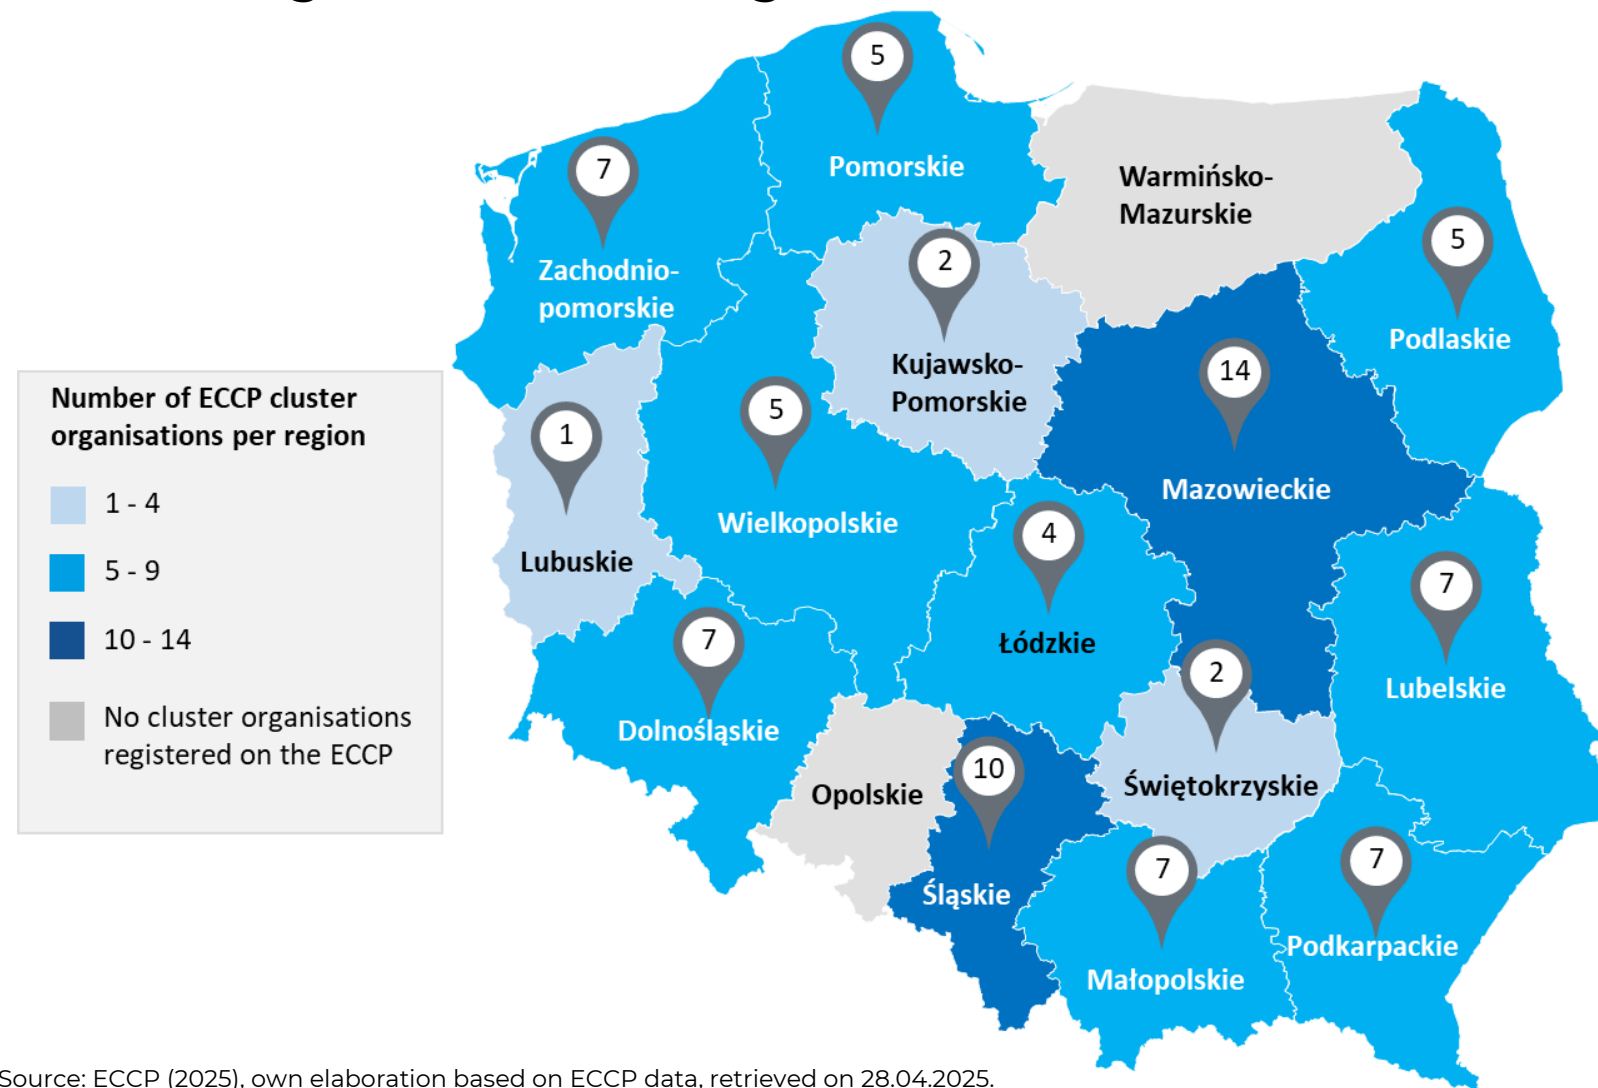 5
Pomorskie
7
Zachodnio-
pomorskie
Warmińsko-
Mazurskie
5
Podlaskie
2
Kujawsko-
Pomorskie
14
Mazowieckie
1
Lubuskie
5
Wielkopolskie
4
Łódzkie
7
Lubelskie
7
Dolnośląskie
2
Świętokrzyskie
Opolskie
10
Śląskie
7
Małopolskie
7
Podkarpackie
Number of ECCP cluster
organisations per region
1 - 4
5 - 9
10 - 14
No cluster organisations
registered on the ECCP
Source: ECCP (2025), own elaboration based on ECCP data, retrieved on 28.04.2025.